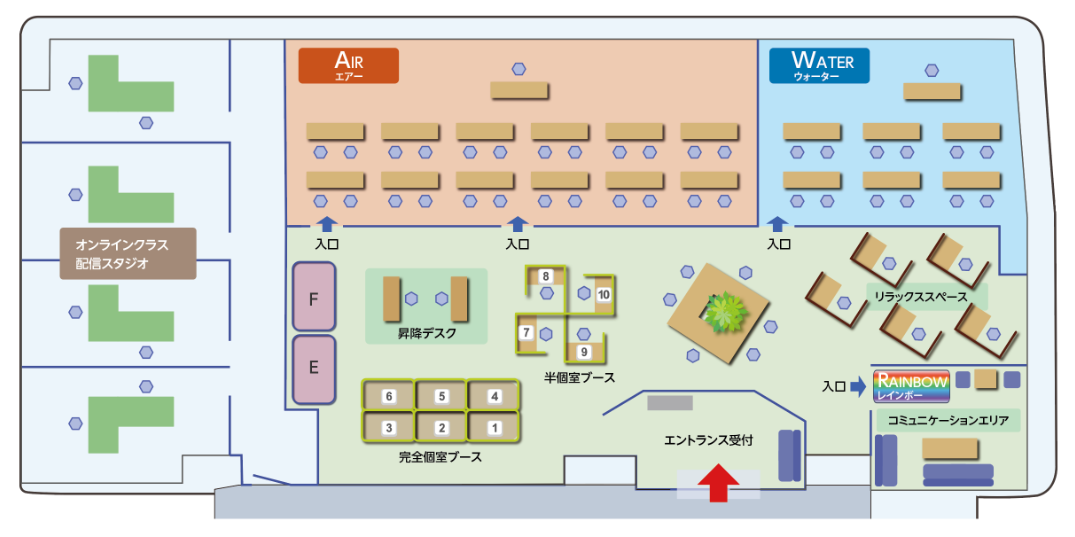 AIR
エアー
WATER
ウォーター
入口
入口
入口
オンラインクラス
配信スタジオ
F
E
昇降デスク
8
10
7
9
半個室ブース
リラックススペース
6
5
4
3
2
1
完全個室ブース
入口
RAINBOW
レインボー
コミュニケーションエリア
エントランス受付